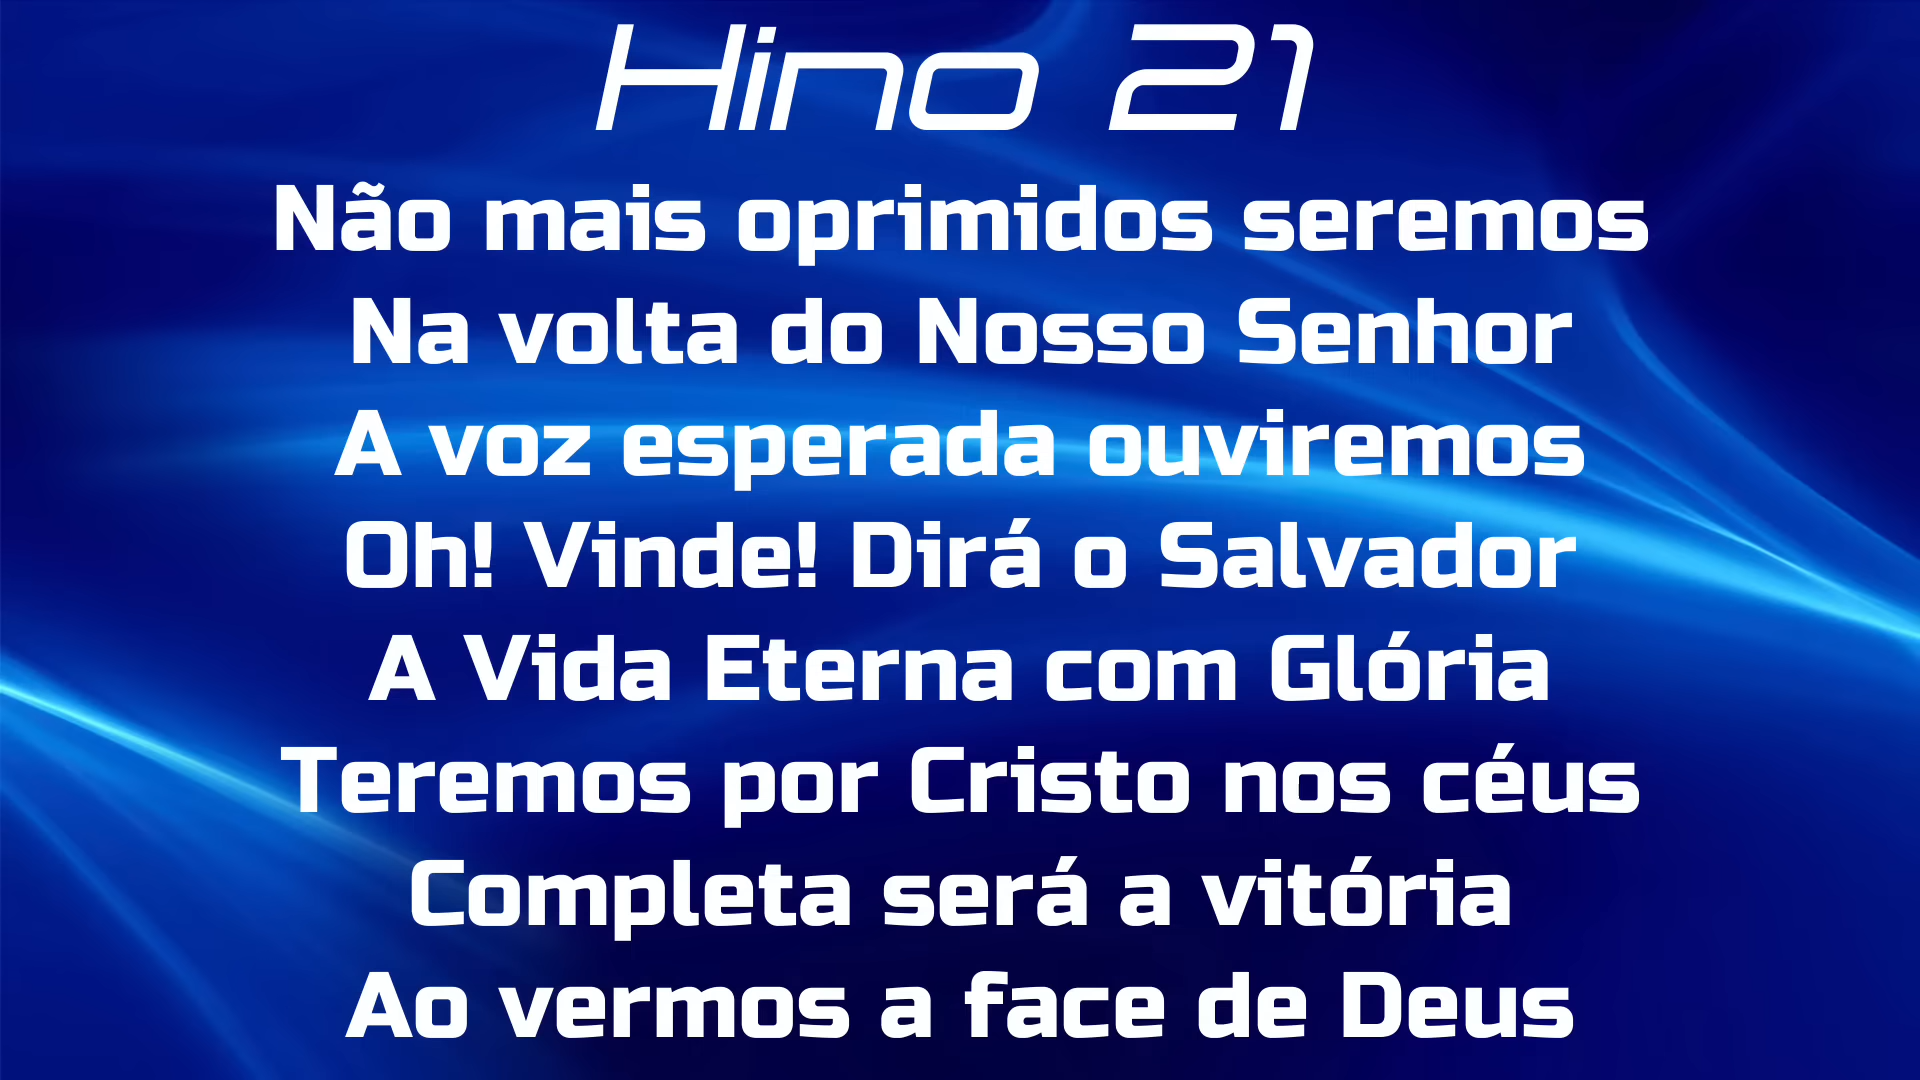 Hino 21
Não mais oprimidos seremos
Na volta do Nosso Senhor
A voz esperada ouviremos
Oh! Vinde! Dirá o Salvador
A Vida Eterna com Glória
Teremos por Cristo nos céus
Completa será a vitória
Ao vermos a face de Deus